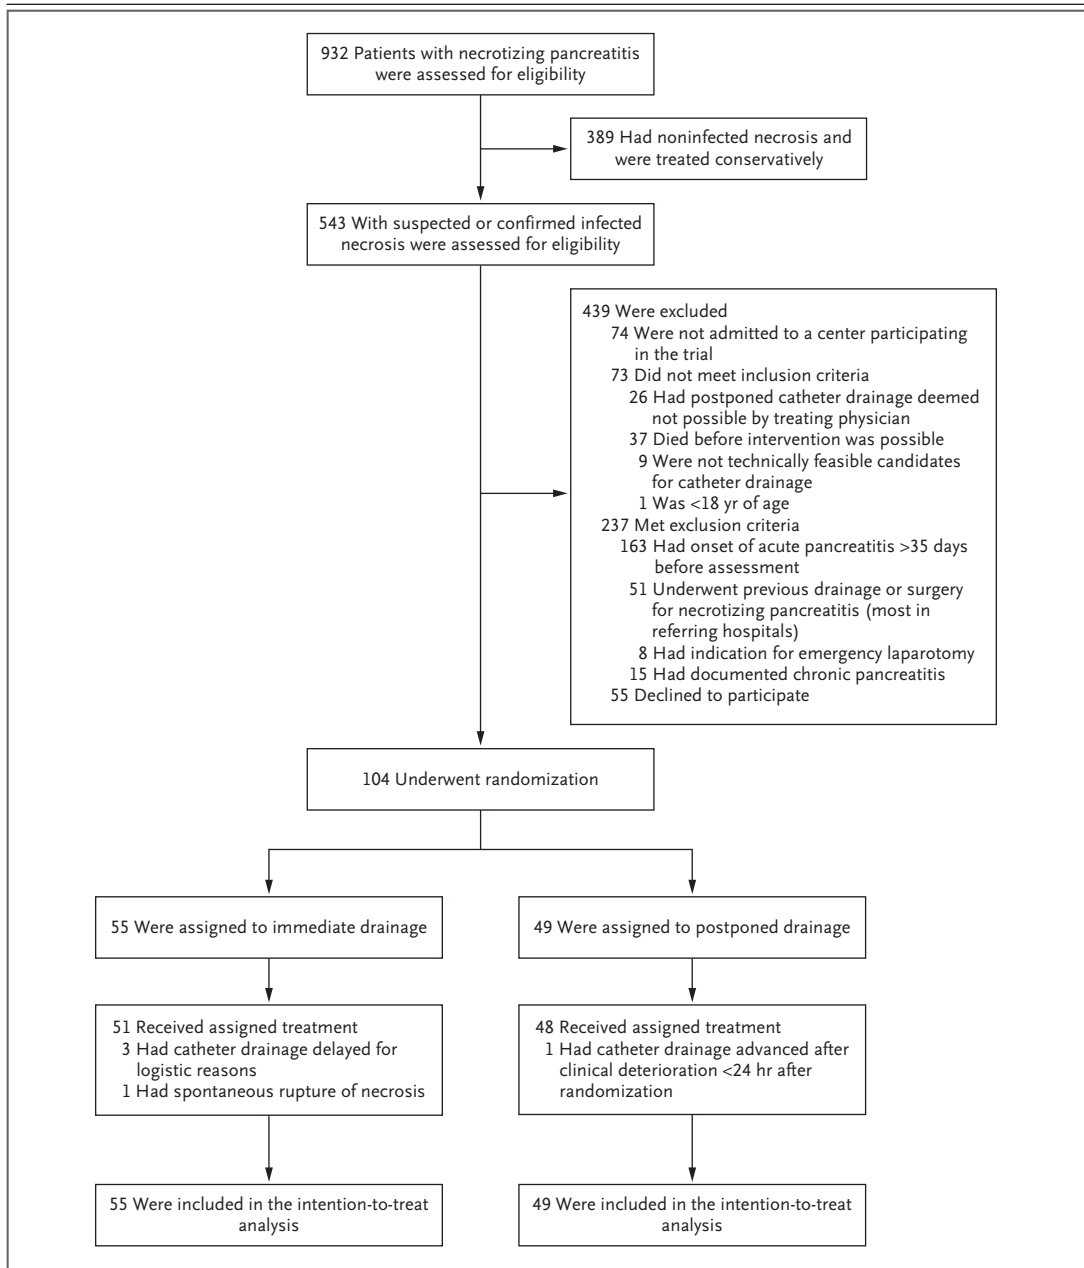 932 Patients with necrotizing pancreatitis
were assessed for eligibility
389 Had noninfected necrosis and
were treated conservatively
543 With suspected or confirmed infected
necrosis were assessed for eligibility
439 Were excluded
74 Were not admitted to a center participating
in the trial
73 Did not meet inclusion criteria
26 Had postponed catheter drainage deemed
not possible by treating physician
37 Died before intervention was possible
9 Were not technically feasible candidates
for catheter drainage
1 Was <18 yr of age
237 Met exclusion criteria
163 Had onset of acute pancreatitis >35 days
before assessment
51 Underwent previous drainage or surgery
for necrotizing pancreatitis (most in
referring hospitals)
8 Had indication for emergency laparotomy
15 Had documented chronic pancreatitis
55 Declined to participate
104 Underwent randomization
55 Were assigned to immediate drainage
49 Were assigned to postponed drainage
51 Received assigned treatment
3 Had catheter drainage delayed for
logistic reasons
1 Had spontaneous rupture of necrosis
48 Received assigned treatment
1 Had catheter drainage advanced after
clinical deterioration <24 hr after
randomization
55 Were included in the intention-to-treat
analysis
49 Were included in the intention-to-treat
analysis